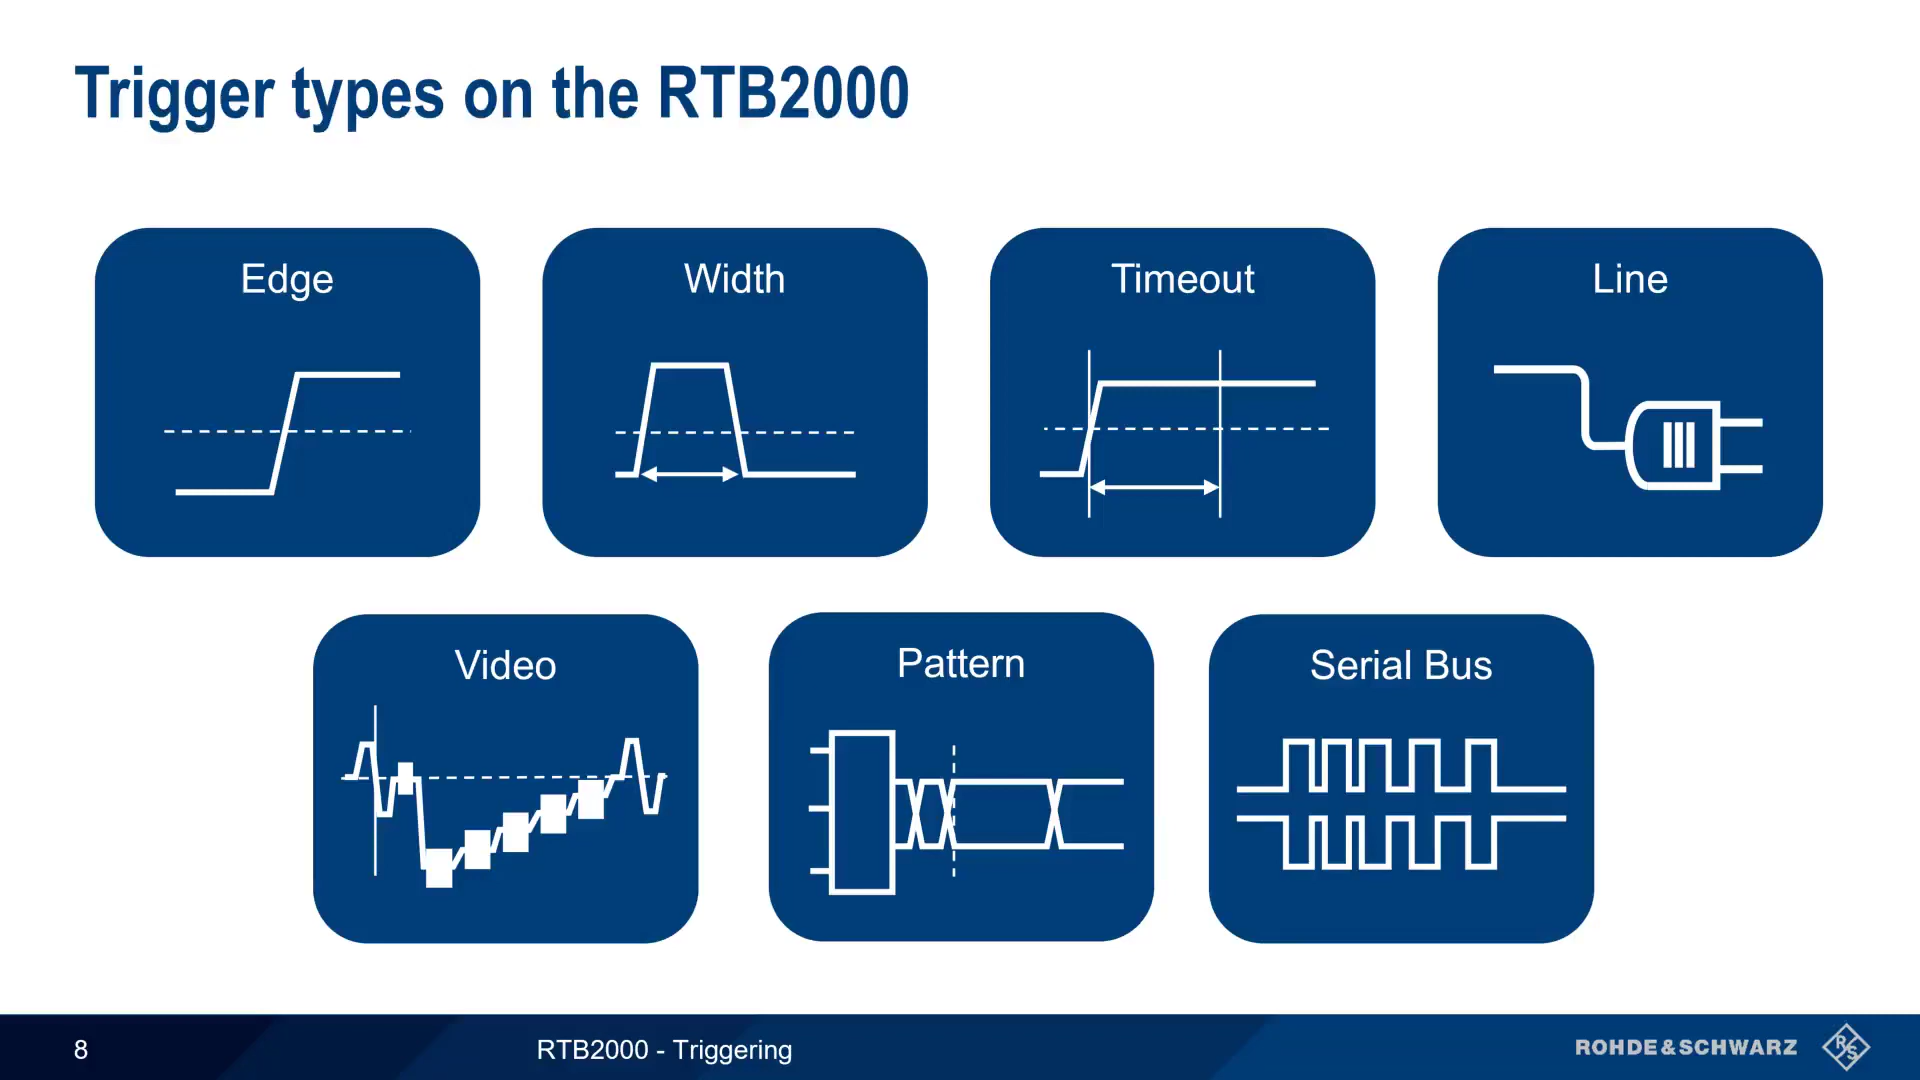 Trigger types on the RTB2000
Edge
Width
Timeout
Line
Video
Pattern
Serial Bus
8
RTB2000 - Triggering
ROHDE&SCHWARZ
R&S